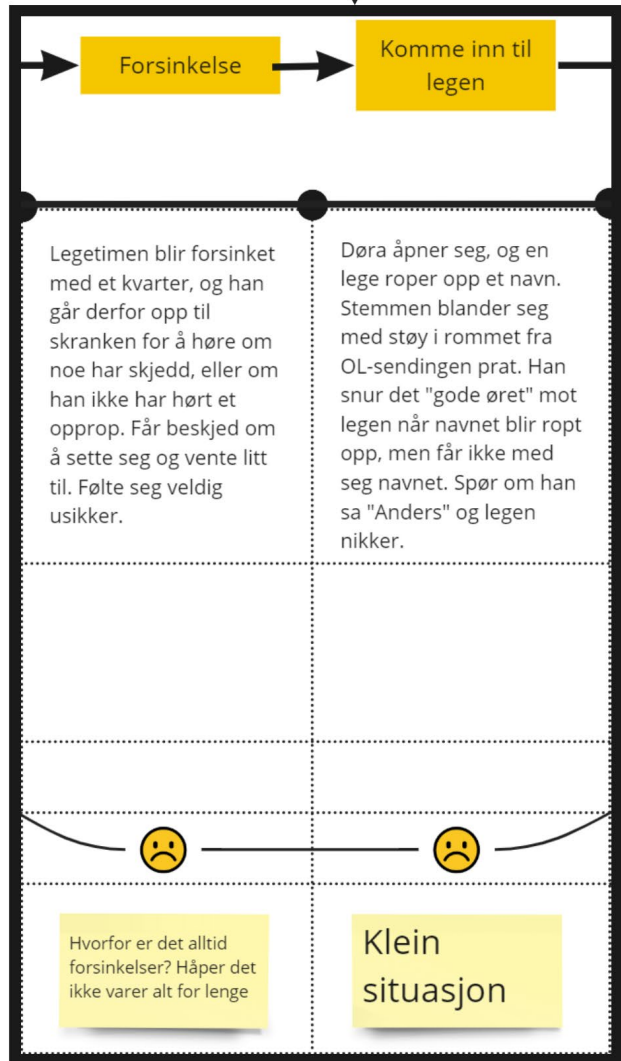 Forsinkelse
Komme inn til
legen
Legetimen blir forsinket
med et kvarter, og han
går derfor opp til
skranken for å høre om
noe har skjedd, eller om
han ikke har hørt et
opprop. Får beskjed om
å sette seg og vente litt
til. Følte seg veldig
usikker.
Døra åpner seg, og en
lege roper opp et navn.
Stemmen blander seg
med støy i rommet fra
OL-sendingen prat. Han
snur det "gode øret" mot
legen når navnet blir ropt
opp, men får ikke med
seg navnet. Spør om han
sa "Anders" og legen
nikker.
Hvorfor er det alltid
forsinkelser? Håper det
ikke varer alt for lenge
Klein
situasjon